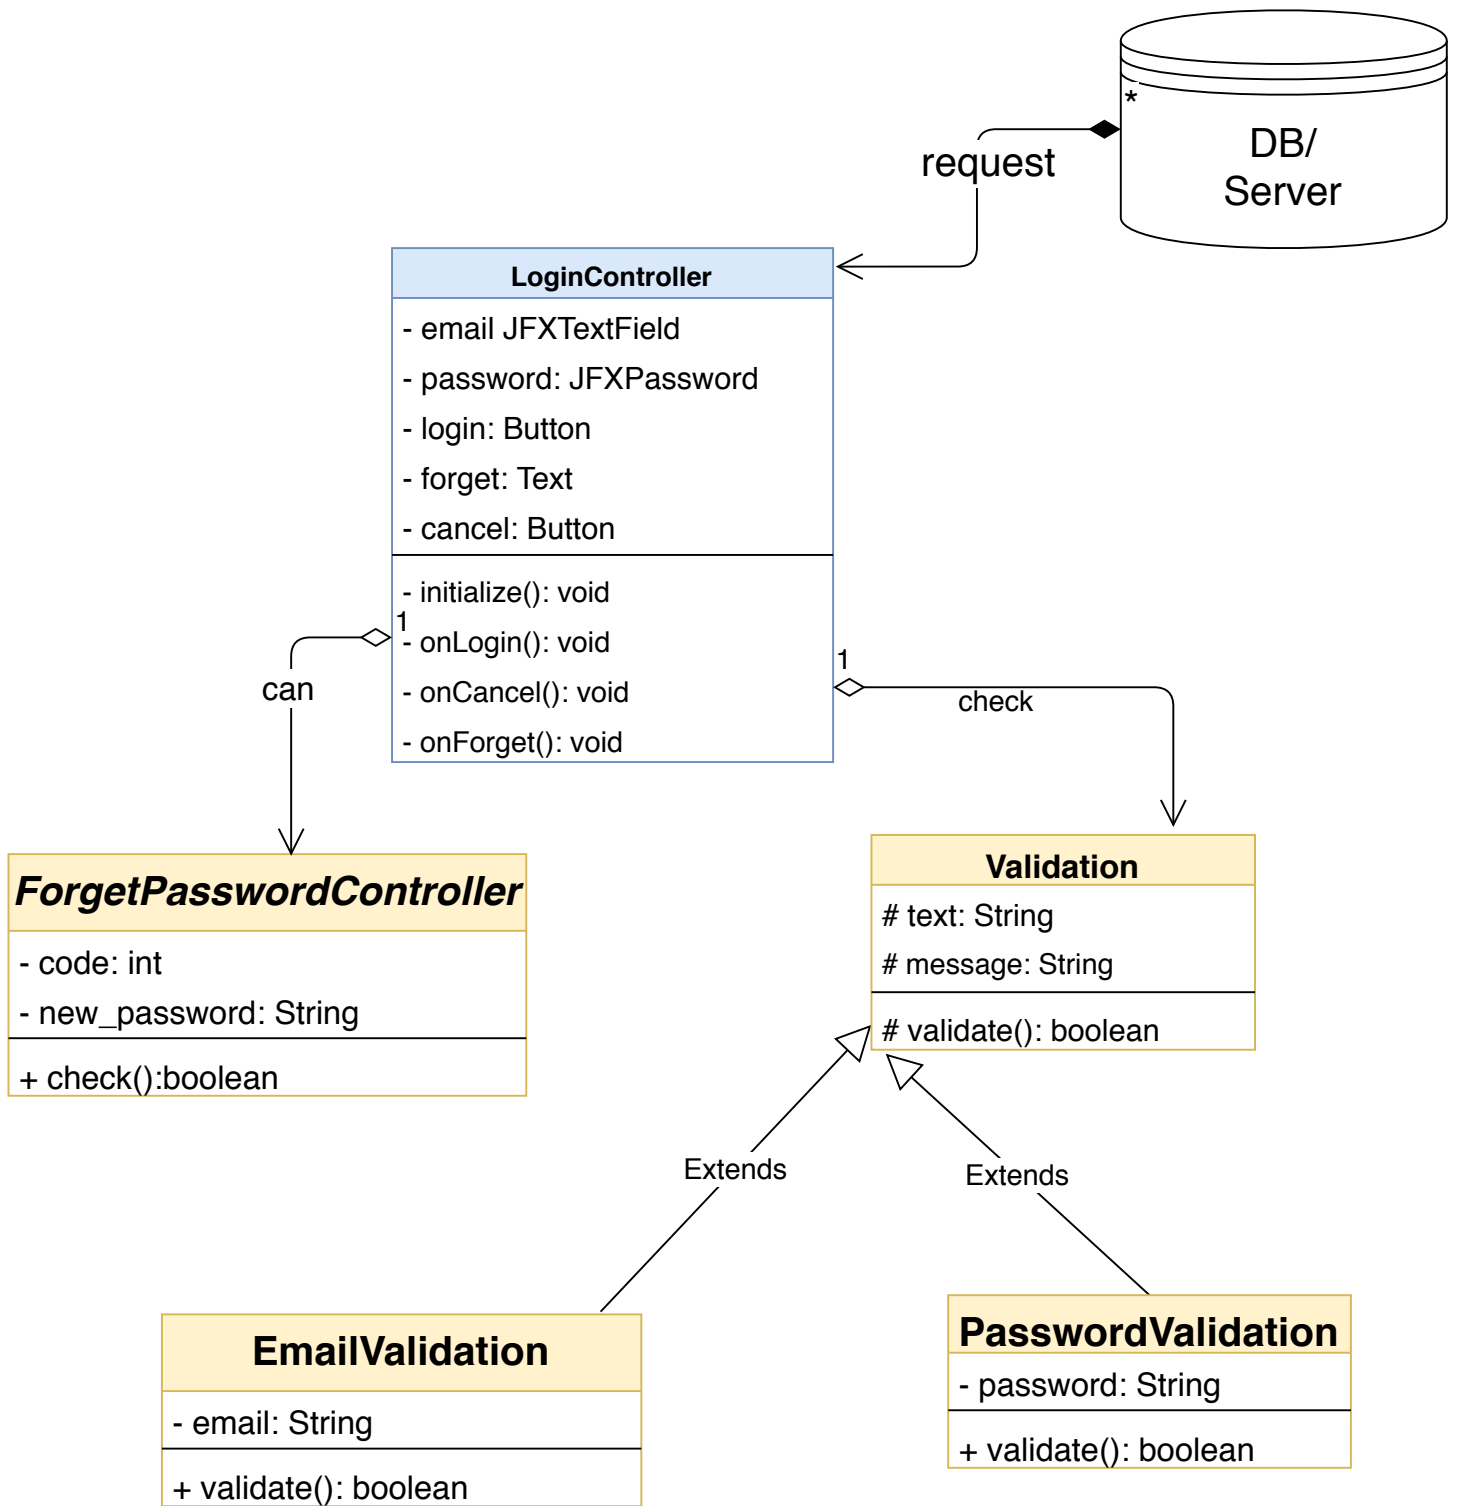 *
DB/
Server
request
LoginController
- email JFXTextField
- password: JFXPassword
- login: Button
- forget: Text
- cancel: Button
- initialize(): void
1
- onLogin(): void
- onCancel(): void
- onForget(): void
can
1
check
ForgetPasswordController
- code: int
- new_password: String
+ check():boolean
Validation
# text: String
# message: String
# validate(): boolean
Extends
Extends
EmailValidation
- email: String
+ validate(): boolean
PasswordValidation
- password: String
+ validate(): boolean